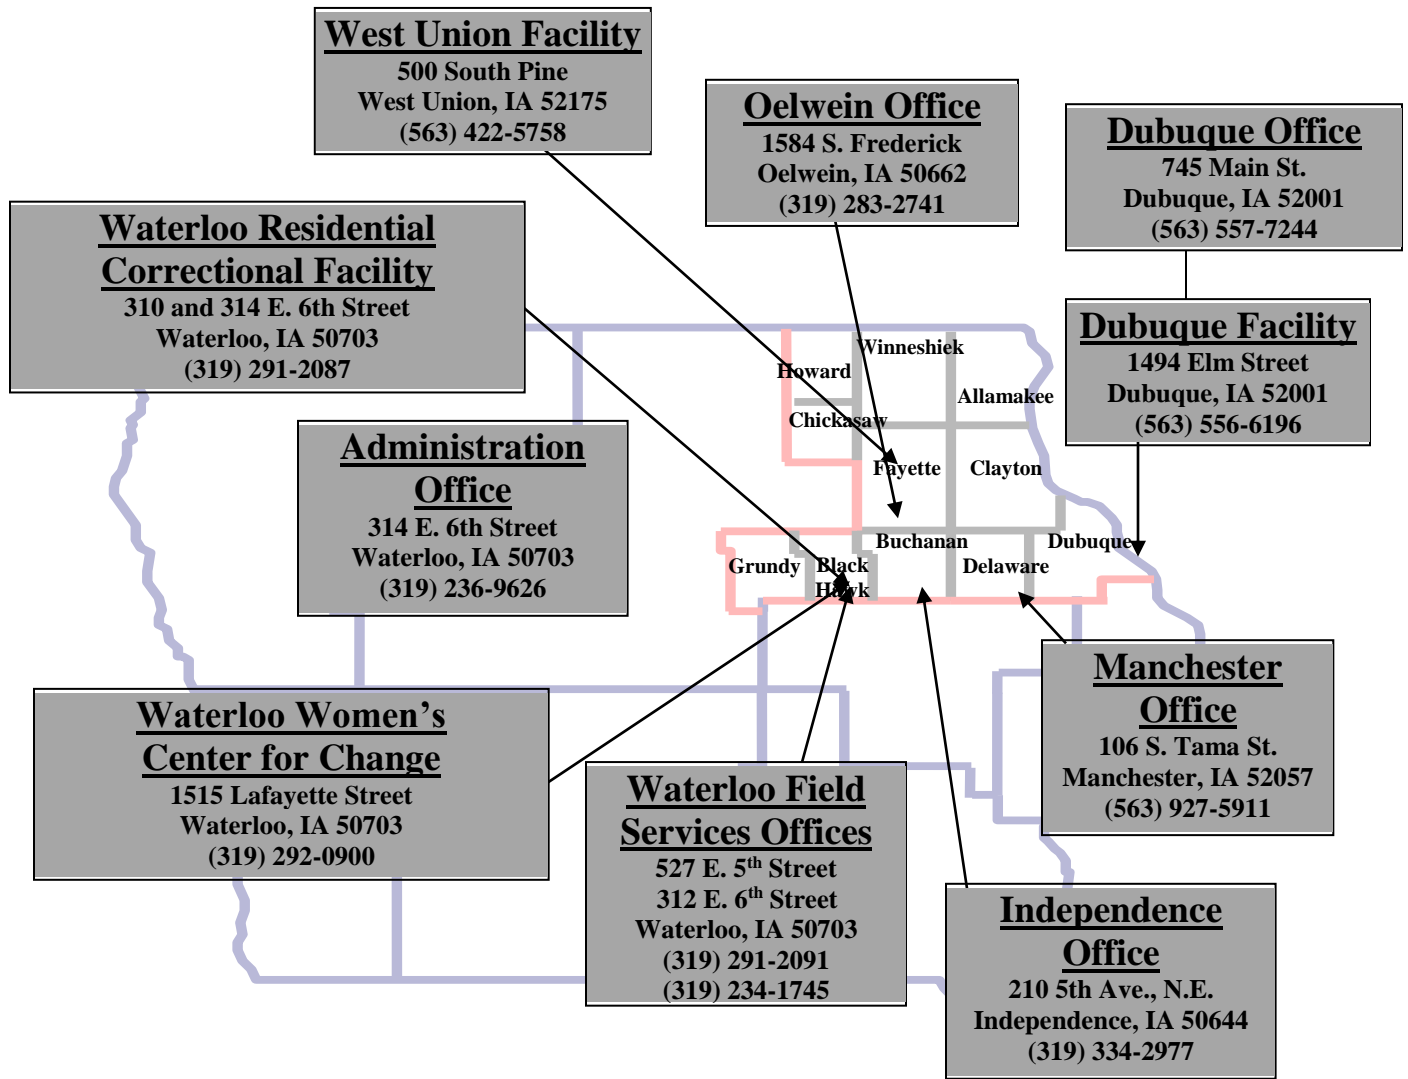 West Union Facility
500 South Pine
West Union, IA 52175
(563) 422-5758
Oelwein Office
1584 S. Frederick
Oelwein, IA 50662
(319) 283-2741
Dubuque Office
745 Main St.
Dubuque, IA 52001
(563) 557-7244
Waterloo Residential
Correctional Facility
310 and 314 E. 6th Street
Waterloo, IA 50703
(319) 291-2087
Dubuque Facility
1494 Elm Street
Dubuque, IA 52001
(563) 556-6196
Administration
Office
314 E. 6th Street
Waterloo, IA 50703
(319) 236-9626
Winneshiek
Howard
Allamakee
Chickasaw
Fayette
Clayton
Buchanan
Dubuque
Grundy
Black
Hawk
Delaware
Manchester
Office
106 S. Tama St.
Manchester, IA 52057
(563) 927-5911
Waterloo Women’s
Center for Change
1515 Lafayette Street
Waterloo, IA 50703
(319) 292-0900
Waterloo Field
Services Offices
527 E. 5th Street
312 E. 6th Street
Waterloo, IA 50703
(319) 291-2091
(319) 234-1745
Independence
Office
210 5th Ave., N.E.
Independence, IA 50644
(319) 334-2977